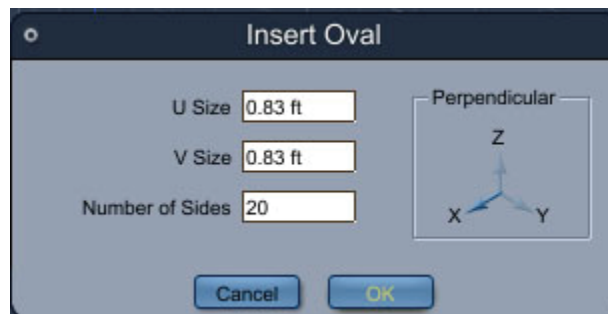 Insert Oval
U Size 0.83 ft
V Size 0.83 ft
Number of Sides 20
Perpendicular
Z
X Y
Cancel OK